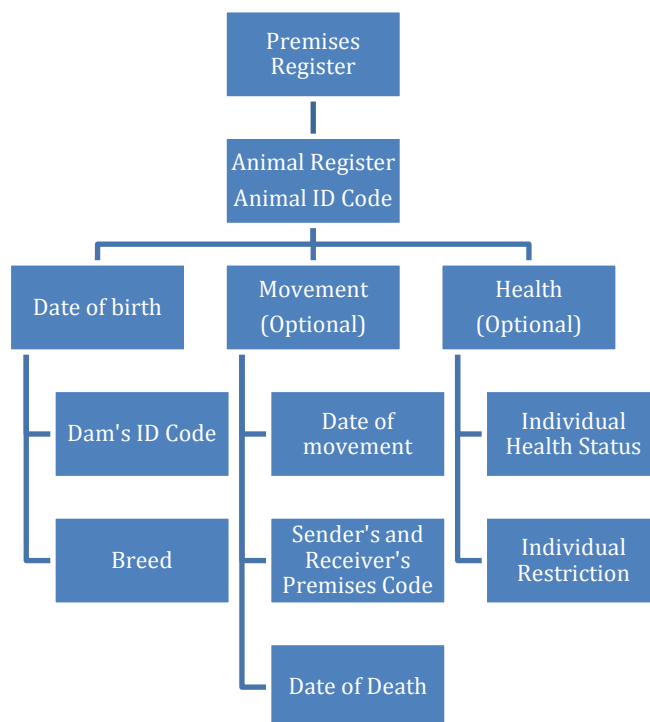 Premises
Register
Animal Register
Animal ID Code
Date of birth
Movement
(Optional)
Health
(Optional)
Dam's ID Code
Date of
movement
Individual
Health Status
Breed
Sender's and
Receiver's
Premises Code
Individual
Restriction
Date of Death